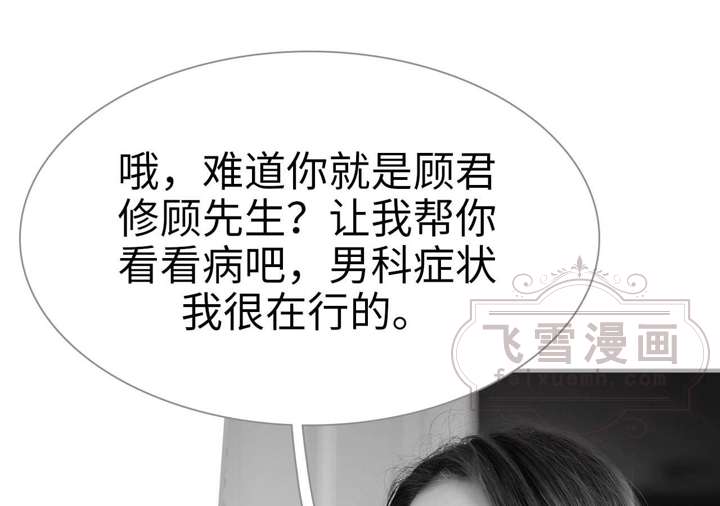 哦，难道你就是顾君
修顾先生？让我帮你
看看病吧，男科症状
我很在行的。
飞雪漫画
feixuemh.com